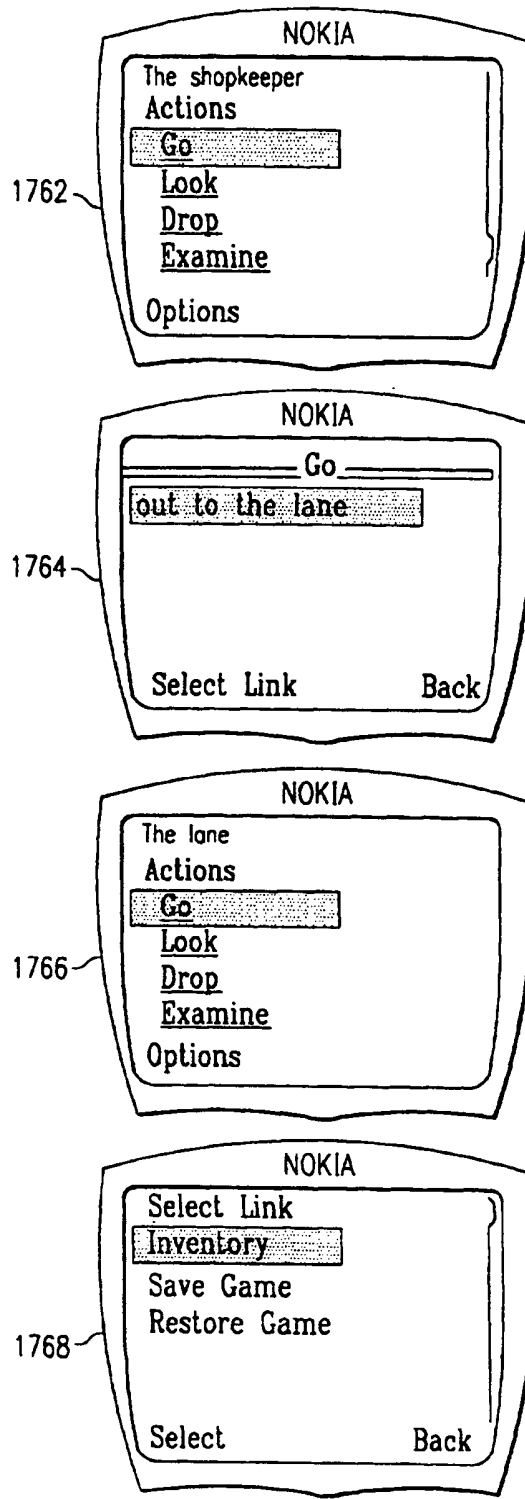 NOKIA
The shopkeeper
Actions
Go
Look
Drop
Examine
Options
1762
NOKIA
Go
out to the lane
Select Link Back
1764
NOKIA
The lane
Actions
Go
Look
Drop
Examine
Options
1766
NOKIA
Select Link
Inventory
Save Game
Restore Game
Select Back
1768